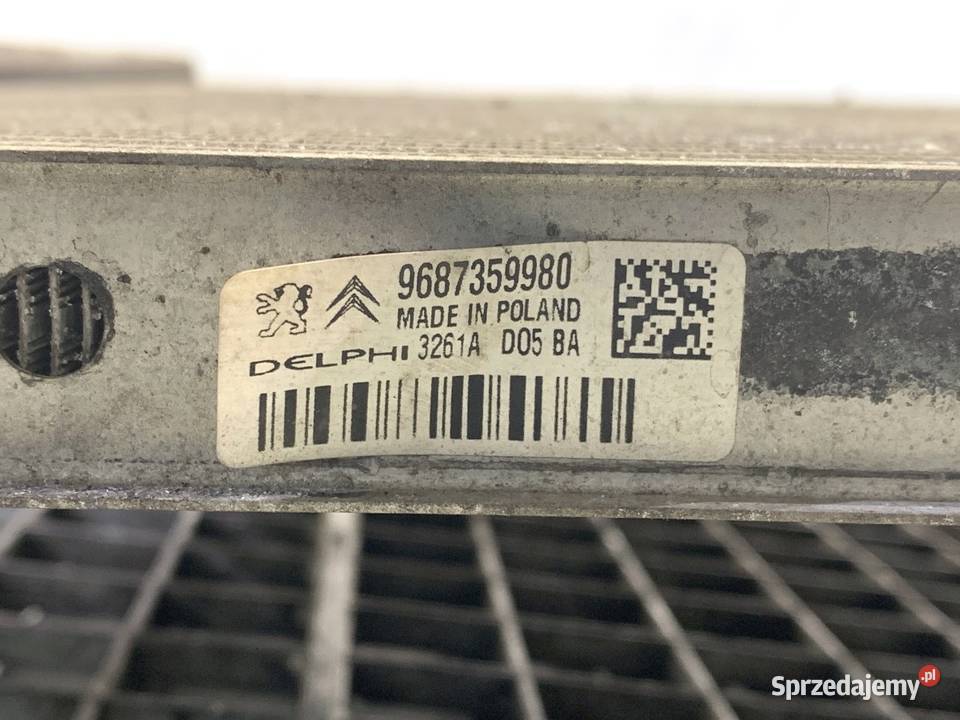 9687359980
MADE IN POLAND
DELPHI 3261A D05 BA
Sprzedajemy.pl